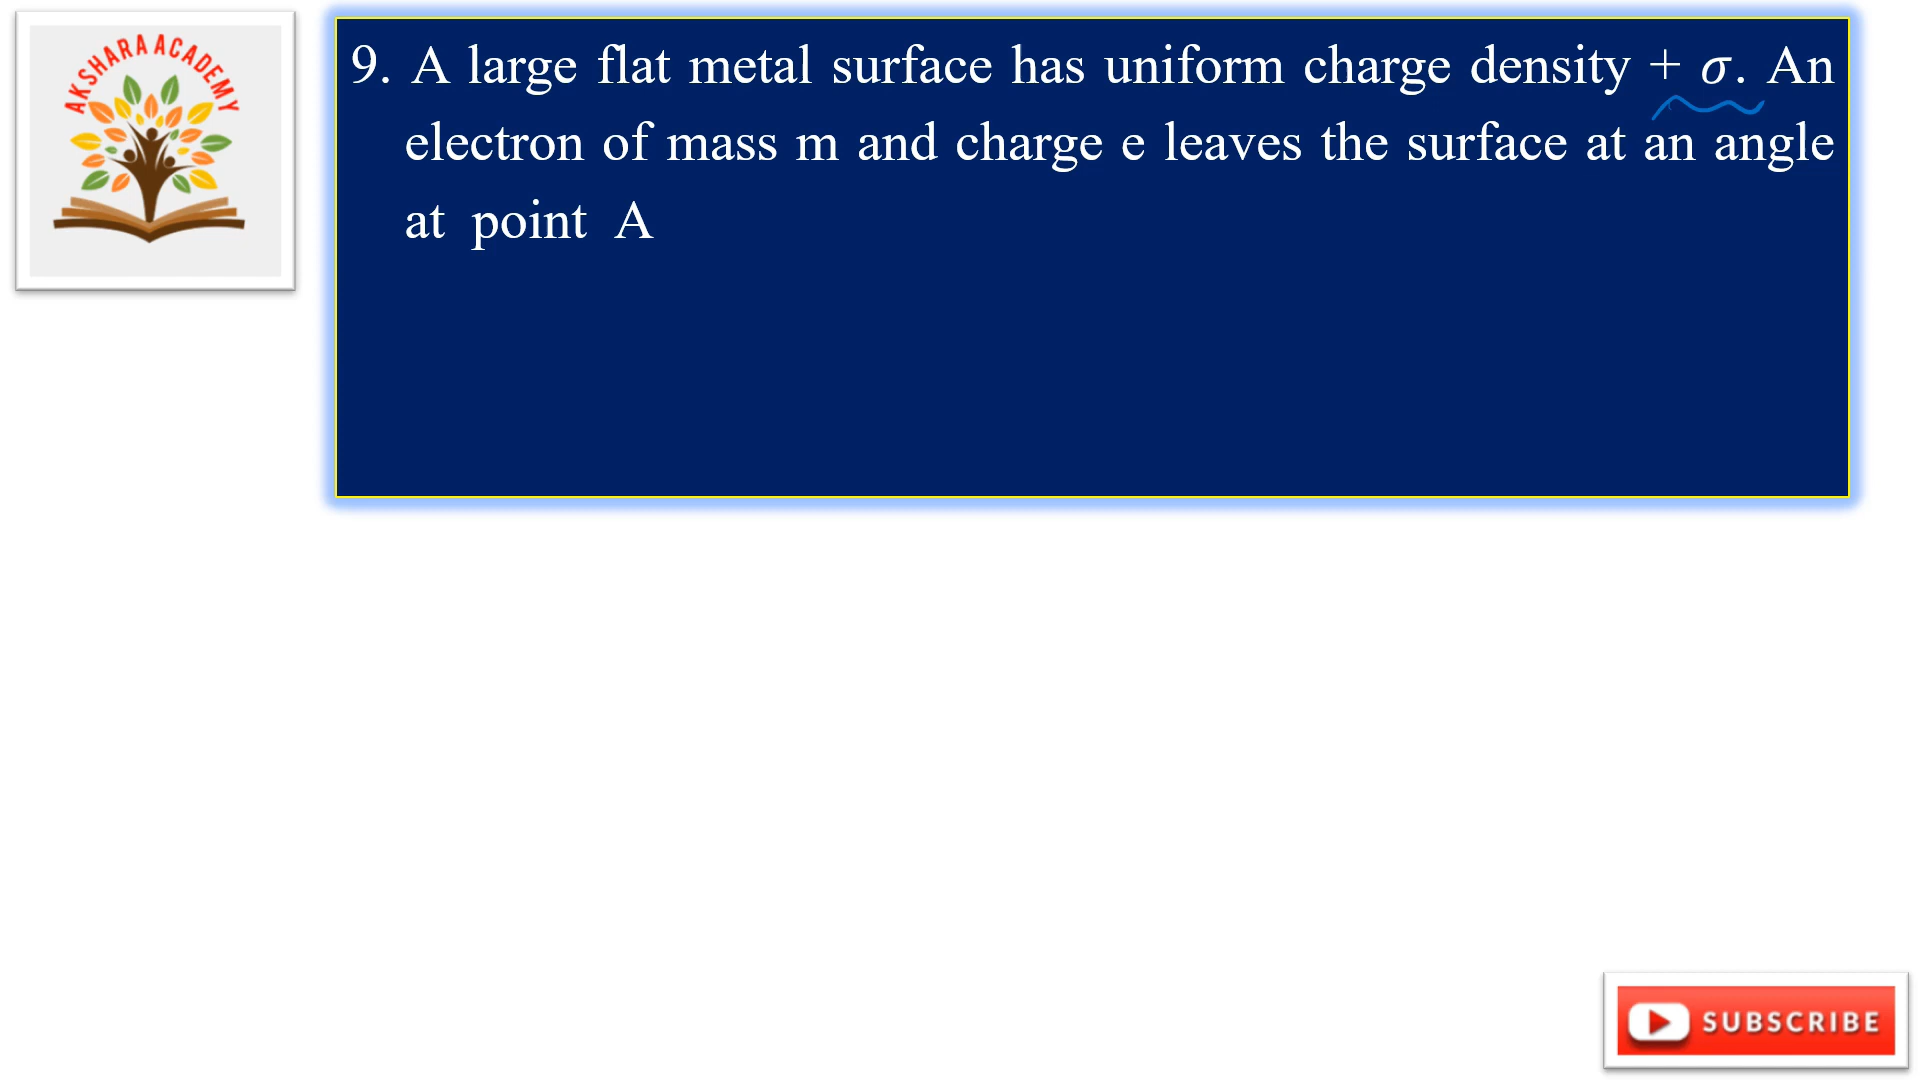 AKSHARA ACADEMY
9. A large flat metal surface has uniform charge density + σ. An
electron of mass m and charge e leaves the surface at an angle
at point A
SUBSCRIBE